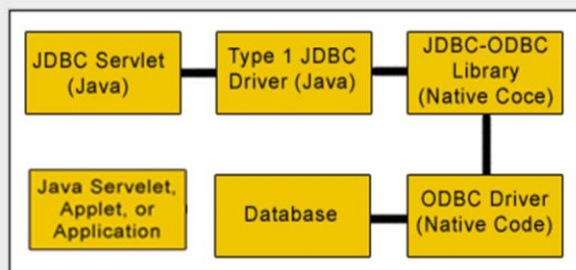 JDBC Servlet
(Java)
Type 1 JDBC
Driver (Java)
JDBC-ODBC
Library
(Native Coce)
Java Servelet,
Applet, or
Application
Database
ODBC Driver
(Native Code)